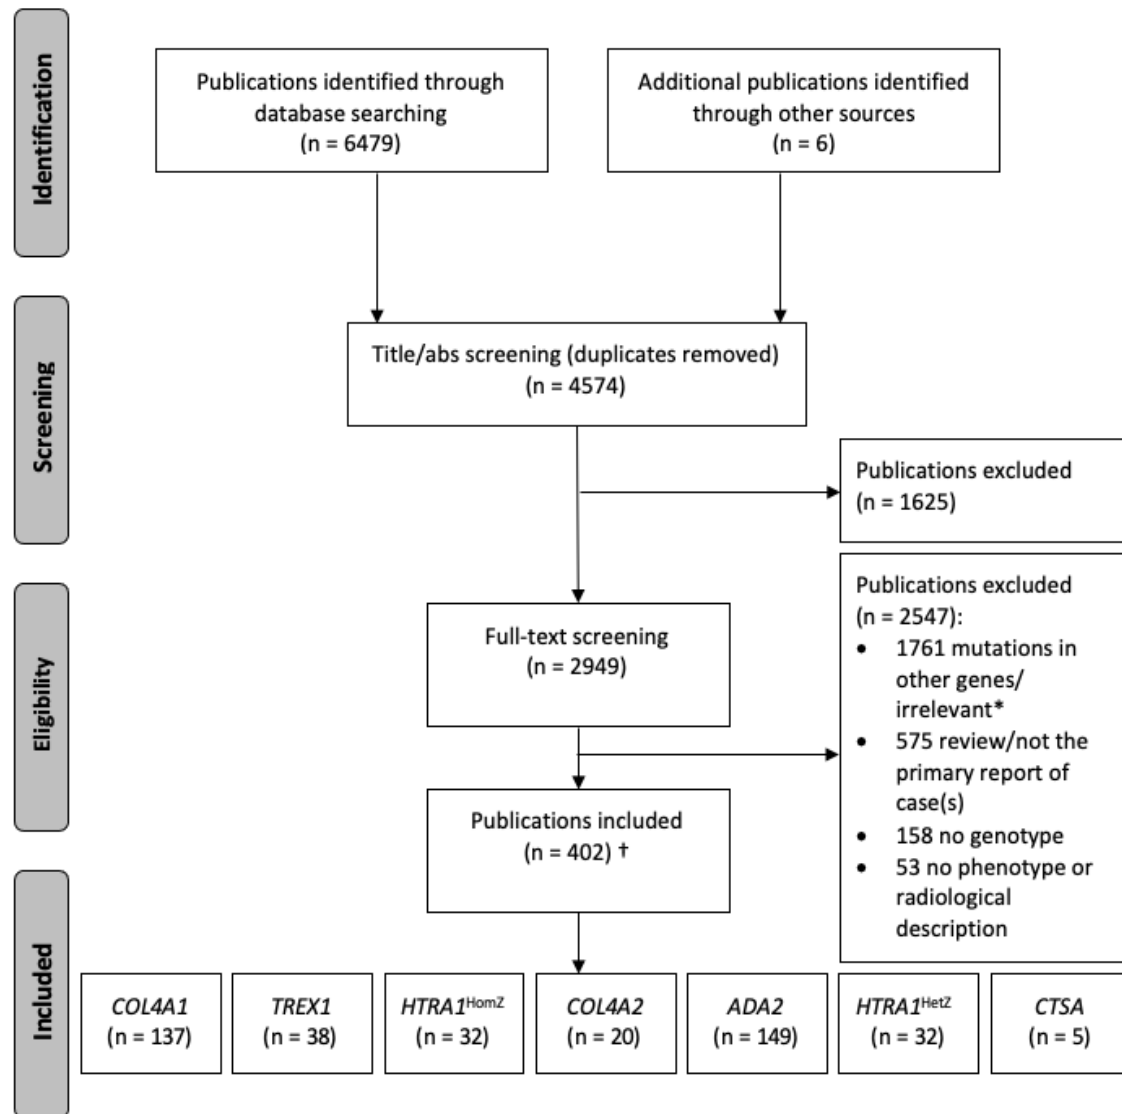 Identification
Publications identified through
database searching
(n = 6479)
Additional publications identified
through other sources
(n = 6)
Screening
Title/abs screening (duplicates removed)
(n = 4574)
Publications excluded
(n = 1625)
Eligibility
Full-text screening
(n = 2949)
Publications excluded
(n = 2547):
• 1761 mutations in
other genes/
irrelevant*
• 575 review/not the
primary report of
case(s)
• 158 no genotype
• 53 no phenotype or
radiological
description
Publications included
(n = 402) †
Included
COL4A1
(n = 137)
TREX1
(n = 38)
HTRA1HomZ
(n = 32)
COL4A2
(n = 20)
ADA2
(n = 149)
HTRA1HetZ
(n = 32)
CTSA
(n = 5)